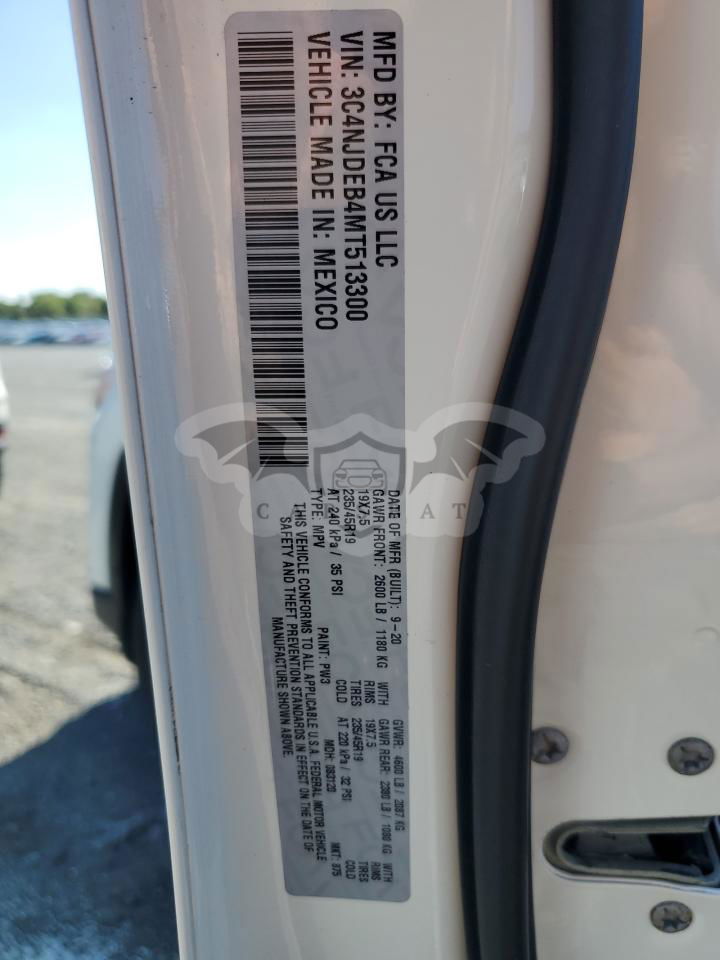 MFD BY: FCA US LLC
VIN: 3C4NJDEB4MT513300
VEHICLE MADE IN: MEXICO
DATE OF MFR (BUILT): 9-20 GVWR: 4600 LB / 2087 KG
GAWR FRONT: 2600 LB / 1180 KG WITH GAWR REAR: 2380 LB / 1080 KG WITH
19X7.5 RIMS 19X7.5 RIMS
235/45R19 TIRES 235/45R19 TIRES
AT 240 kPa / 35 PSI COLD AT 220 kPa / 32 PSI COLD
TYPE: MPV PAINT: PW3 MDH: 083120 MKT: 875
THIS VEHICLE CONFORMS TO ALL APPLICABLE U.S.A. FEDERAL MOTOR VEHICLE
SAFETY AND THEFT PREVENTION STANDARDS IN EFFECT ON THE DATE OF
MANUFACTURE SHOWN ABOVE.